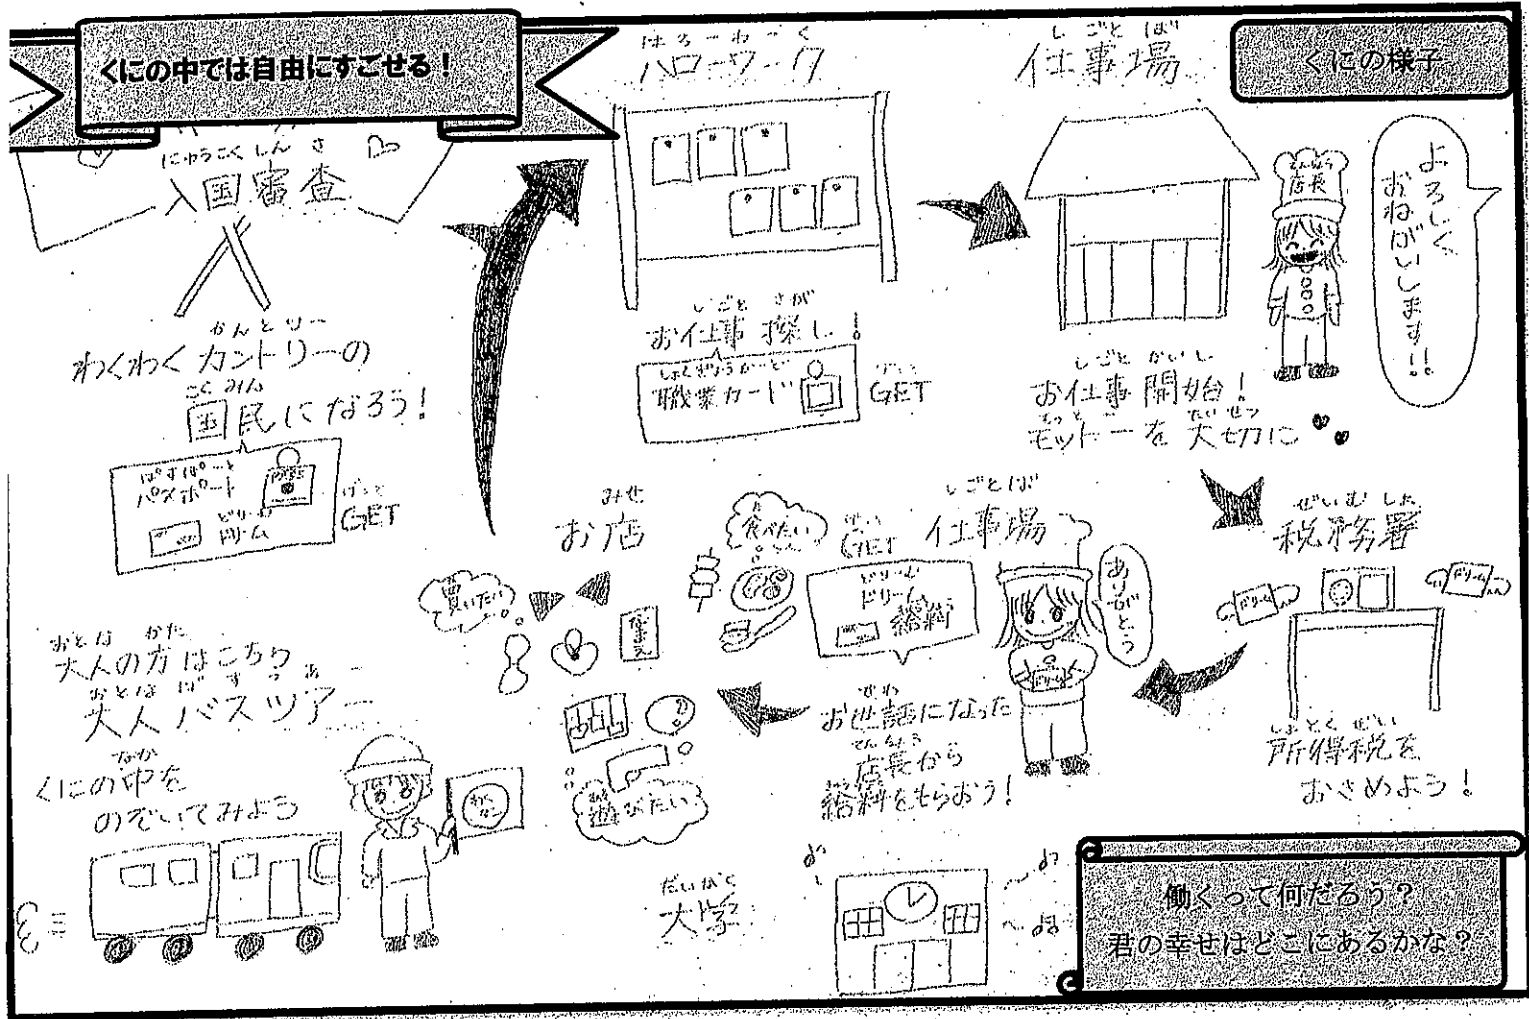 くにの中では自由にすごせる！
くにの様子
にゅうこくしんさ
入国審査
かんとりー
わくわくカントリーの
こくみん
国民になろう！
ぱすぽーと
パスポート
どりーむ
ドリーム
げっと
GET
はろーわーく
ハローワーク
しごと さが
お仕事探し！
しょくぎょうかーど
職業カード
げっと
GET
しごとば
仕事場
てんちょう
店長
よろしく
おねがいします!!
しごと かいし
お仕事開始！
もっとー たいせつ
モットーを大切に
ぜいむしょ
税務署
ドリーム
ドリーム
しょとくぜい
所得税を
おさめよう！
しごとば
仕事場
ありがとう
ドリーム
げっと
GET
どりーむ
ドリーム
給料
せわ
お世話になった
てんちょう
店長から
給料をもらおう！
みせ
お店
食べたい
買いたい
遊びたい
おとな かた
大人の方はこちら
おとなばすつあー
大人バスツアー
なか
くにの中を
のぞいてみよう
わくわく
だいがく
大学
働くって何だろう？
君の幸せはどこにあるかな？